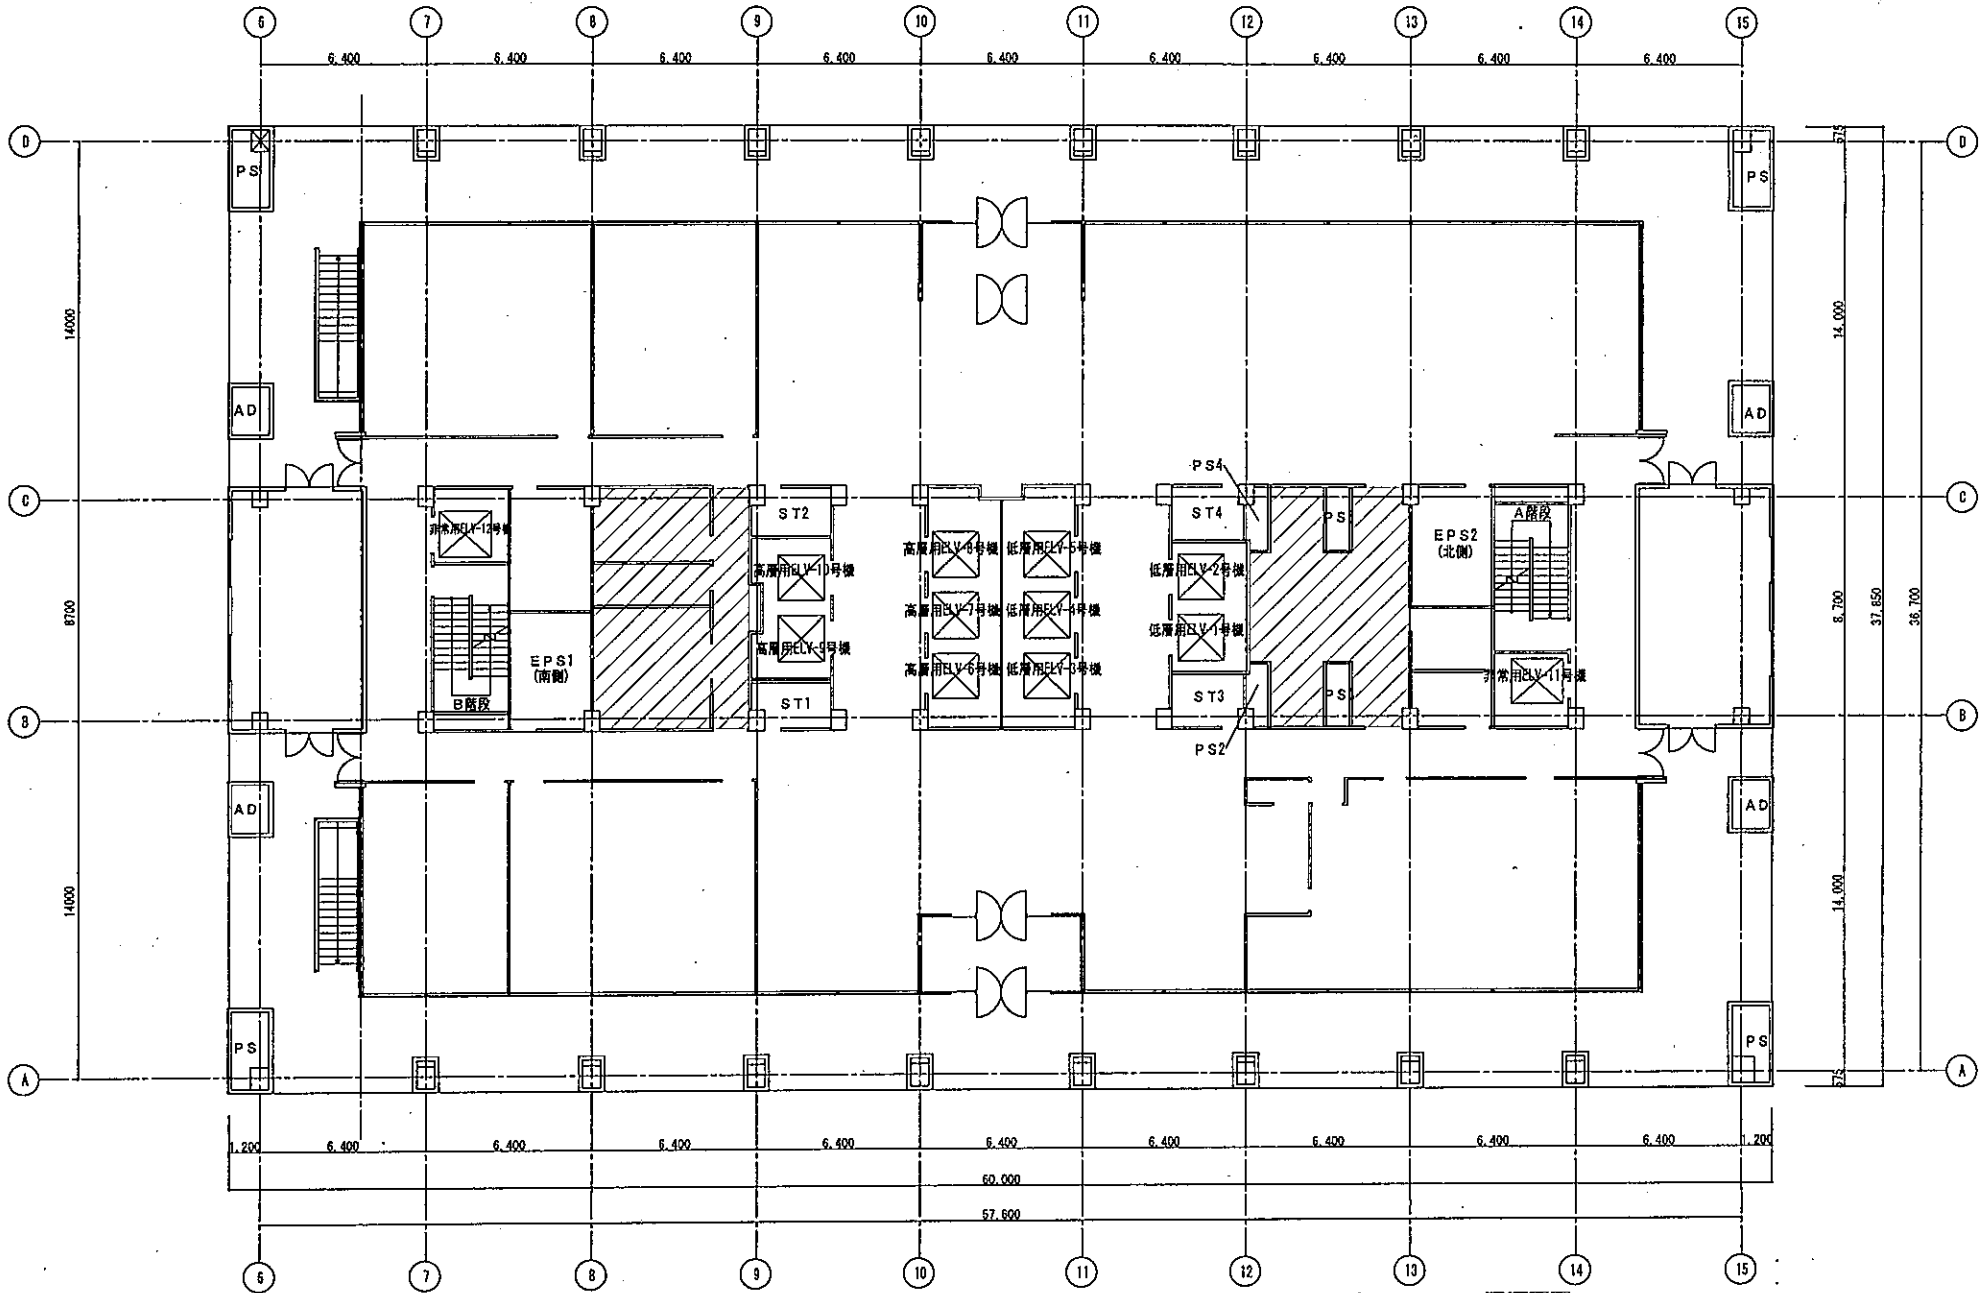 6 7 8 9 10 11 12 13 14 15
6,400 6,400 6,400 6,400 6,400 6,400 6,400 6,400 6,400
D D
575
PS PS
14000 14,000
AD AD
PS4
C C
ST2 ST4 PS A階段
非常用ELV-12号機 EPS2
(北側)
高層用ELV-8号機 低層用ELV-5号機
高層用ELV-10号機 低層用ELV-2号機
8700 8,700 37,850 36,700
高層用ELV-7号機 低層用ELV-4号機
低層用ELV-1号機
高層用ELV-9号機
EPS1
(南側)
高層用ELV-6号機 低層用ELV-3号機 非常用ELV-11号機
B階段 ST1 ST3 PS
B B
PS2
AD AD
14000 14,000
PS PS
A A
575
1,200 6,400 6,400 6,400 6,400 6,400 6,400 6,400 6,400 6,400 1,200
60,000
57,600
6 7 8 9 10 11 12 13 14 15